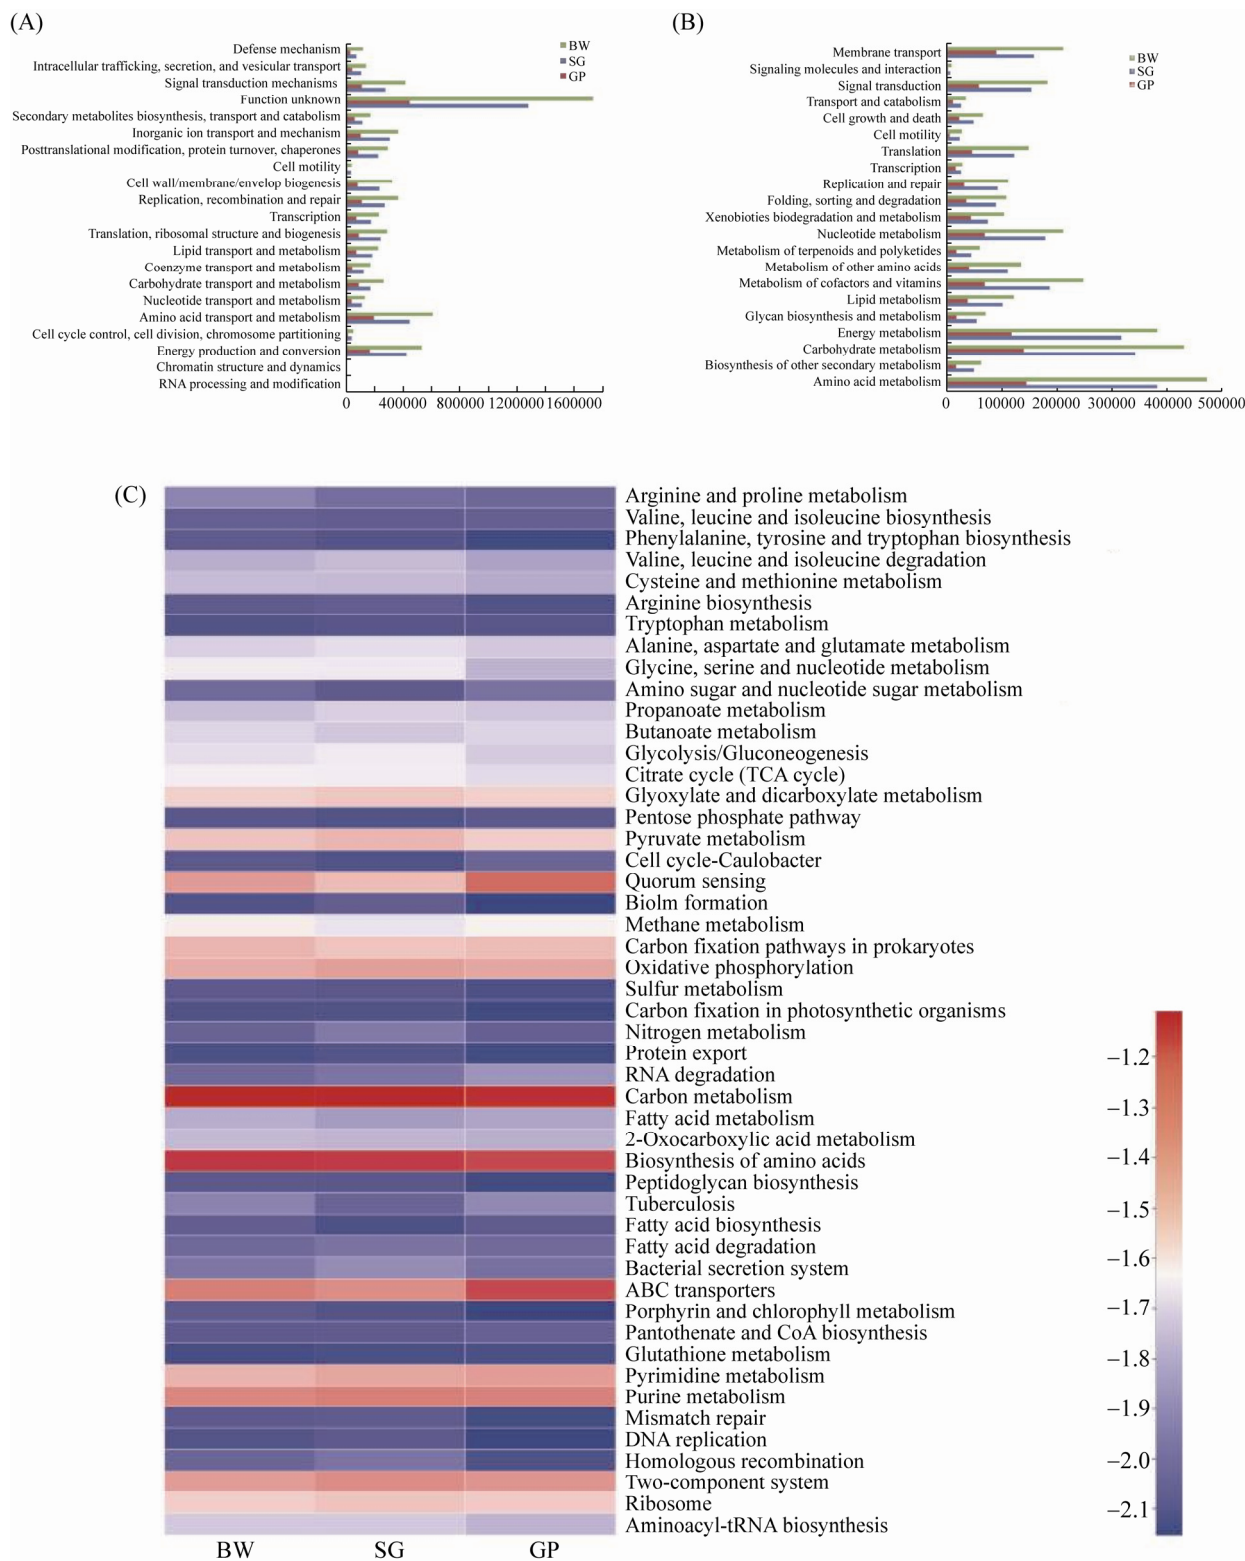 (A)
BW
SG
GP
Defense mechanism
Intracellular trafficking, secretion, and vesicular transport
Signal transduction mechanisms
Function unknown
Secondary metabolites biosynthesis, transport and catabolism
Inorganic ion transport and mechanism
Posttranslational modification, protein turnover, chaperones
Cell motility
Cell wall/membrane/envelop biogenesis
Replication, recombination and repair
Transcription
Translation, ribosomal structure and biogenesis
Lipid transport and metabolism
Coenzyme transport and metabolism
Carbohydrate transport and metabolism
Nucleotide transport and metabolism
Amino acid transport and metabolism
Cell cycle control, cell division, chromosome partitioning
Energy production and conversion
Chromatin structure and dynamics
RNA processing and modification
0 400000 800000 1200000 1600000
(B)
BW
SG
GP
Membrane transport
Signaling molecules and interaction
Signal transduction
Transport and catabolism
Cell growth and death
Cell motility
Translation
Transcription
Replication and repair
Folding, sorting and degradation
Xenobioties biodegradation and metabolism
Nucleotide metabolism
Metabolism of terpenoids and polyketides
Metabolism of other amino acids
Metabolism of cofactors and vitamins
Lipid metabolism
Glycan biosynthesis and metabolism
Energy metabolism
Carbohydrate metabolism
Biosynthesis of other secondary metabolism
Amino acid metabolism
0 100000 200000 300000 400000 500000
(C)
Arginine and proline metabolism
Valine, leucine and isoleucine biosynthesis
Phenylalanine, tyrosine and tryptophan biosynthesis
Valine, leucine and isoleucine degradation
Cysteine and methionine metabolism
Arginine biosynthesis
Tryptophan metabolism
Alanine, aspartate and glutamate metabolism
Glycine, serine and nucleotide metabolism
Amino sugar and nucleotide sugar metabolism
Propanoate metabolism
Butanoate metabolism
Glycolysis/Gluconeogenesis
Citrate cycle (TCA cycle)
Glyoxylate and dicarboxylate metabolism
Pentose phosphate pathway
Pyruvate metabolism
Cell cycle-Caulobacter
Quorum sensing
Biolm formation
Methane metabolism
Carbon fixation pathways in prokaryotes
Oxidative phosphorylation
Sulfur metabolism
Carbon fixation in photosynthetic organisms
Nitrogen metabolism
Protein export
RNA degradation
Carbon metabolism
Fatty acid metabolism
2-Oxocarboxylic acid metabolism
Biosynthesis of amino acids
Peptidoglycan biosynthesis
Tuberculosis
Fatty acid biosynthesis
Fatty acid degradation
Bacterial secretion system
ABC transporters
Porphyrin and chlorophyll metabolism
Pantothenate and CoA biosynthesis
Glutathione metabolism
Pyrimidine metabolism
Purine metabolism
Mismatch repair
DNA replication
Homologous recombination
Two-component system
Ribosome
Aminoacyl-tRNA biosynthesis
BW SG GP
−1.2
−1.3
−1.4
−1.5
−1.6
−1.7
−1.8
−1.9
−2.0
−2.1